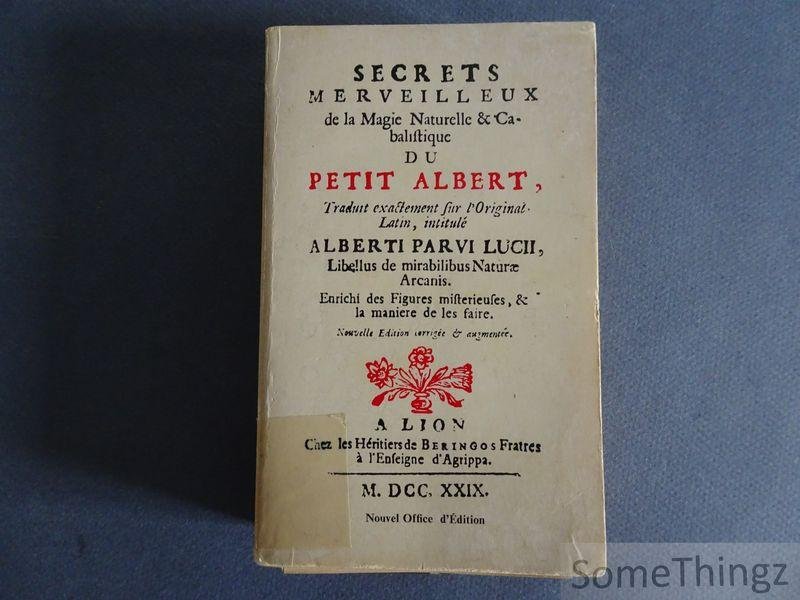 SECRETS
MERVEILLEUX
de la Magie Naturelle & Ca-
baliſtique
DU
PETIT ALBERT,
Traduit exactement ſur l'Original
Latin, intitulé
ALBERTI PARVI LUCII,
Libellus de mirabilibus Naturæ
Arcanis.
Enrichi des Figures miſterieuſes, &
la maniere de les faire.
Nouvelle Edition corrigée & augmentée.
A LION
Chez les Héritiers de BERINGOS Fratres
à l'Enſeigne d'Agrippa.
M. DCC. XXIX.
Nouvel Office d'Édition
SomeThingz